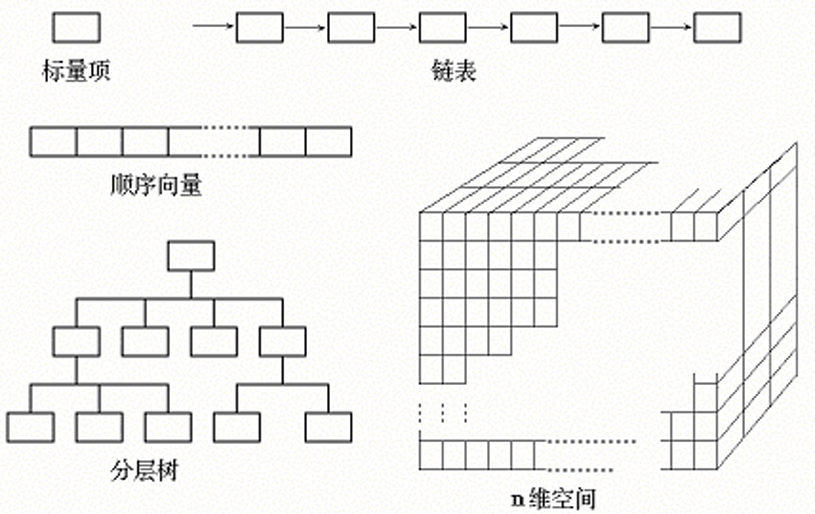 标量项
链表
顺序向量
分层树
n维空间